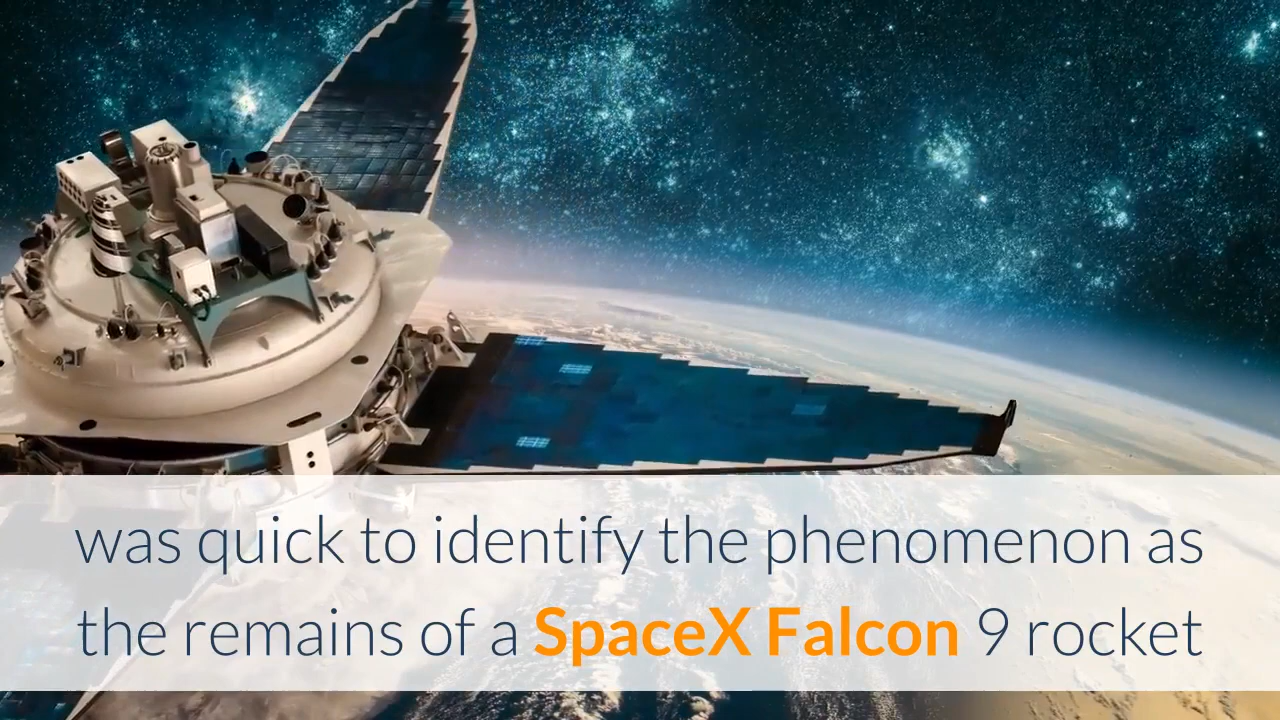 was quick to identify the phenomenon as
the remains of a SpaceX Falcon 9 rocket